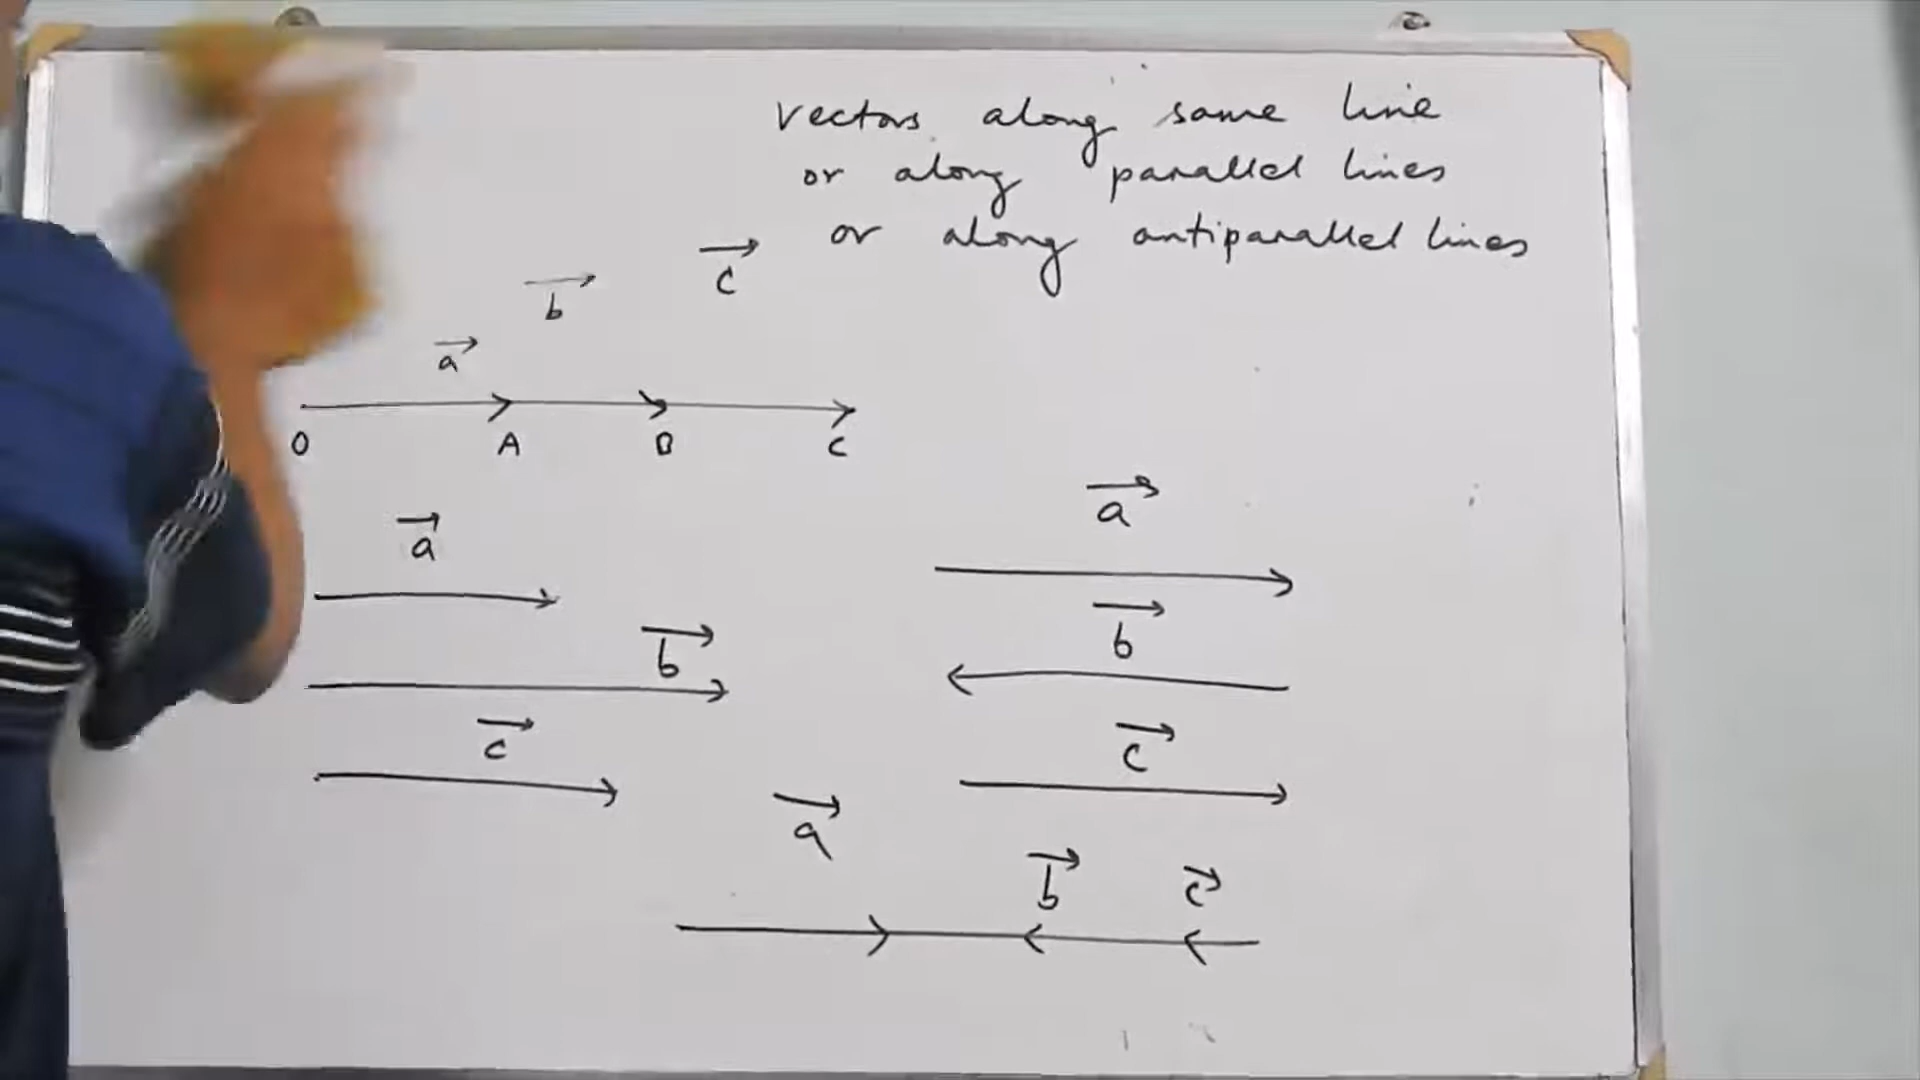 vectors along same line
or along parallel lines
or along antiparallel lines
a b c
O A B C
a
b
c
a
b
c
a b c